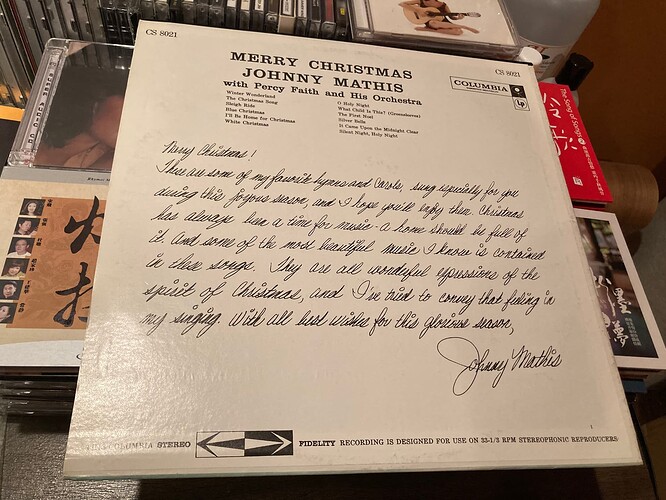 CS 8021
CS 8021
MERRY CHRISTMAS
JOHNNY MATHIS
with Percy Faith and His Orchestra
COLUMBIA
LP
Winter Wonderland
The Christmas Song
Sleigh Ride
Blue Christmas
I'll Be Home for Christmas
White Christmas
O Holy Night
What Child Is This? (Greensleeves)
The First Noel
Silver Bells
It Came Upon the Midnight Clear
Silent Night, Holy Night
Merry Christmas!
These are some of my favorite hymns and Carols, sung especially for you
during this joyous season, and I hope you'll enjoy them. Christmas
has always been a time for music - a home should be full of
it. And some of the most beautiful music I know is contained
in these songs. They are all wonderful expressions of the
spirit of Christmas, and I've tried to convey that feeling in
my singing. With all best wishes for this glorious season,
Johnny Mathis
COLUMBIA STEREO FIDELITY RECORDING IS DESIGNED FOR USE ON 33-1/3 RPM STEREOPHONIC REPRODUCERS
The Song of Songs